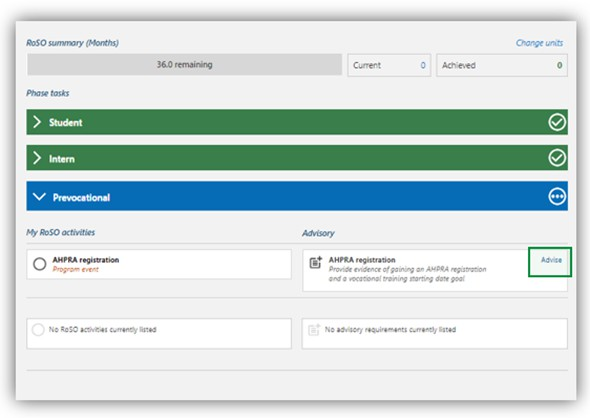 RoSO summary (Months)
Change units
36.0 remaining
Current 0
Achieved 0
Phase tasks
Student
Intern
Prevocational
My RoSO activities
Advisory
AHPRA registration
Program event
AHPRA registration
Advise
Provide evidence of gaining an AHPRA registration
and a vocational training starting date goal
No RoSO activities currently listed
No advisory requirements currently listed